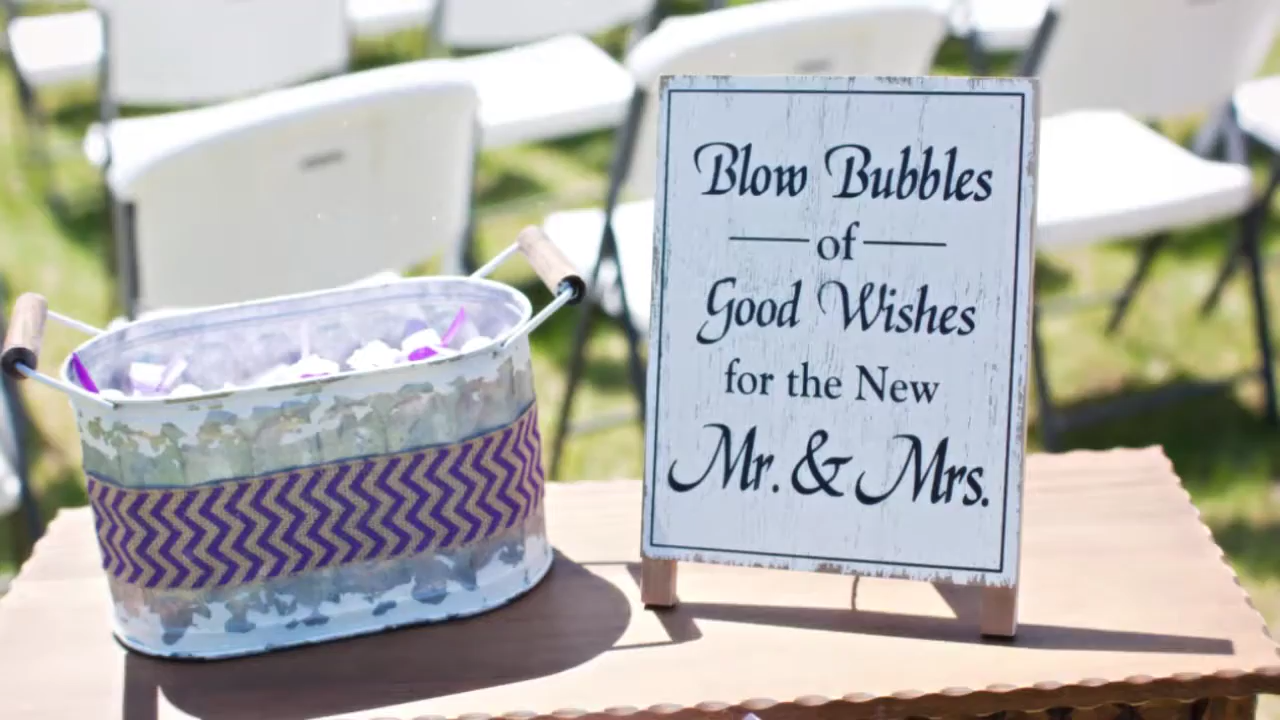 Blow Bubbles
of
Good Wishes
for the New
Mr. & Mrs.